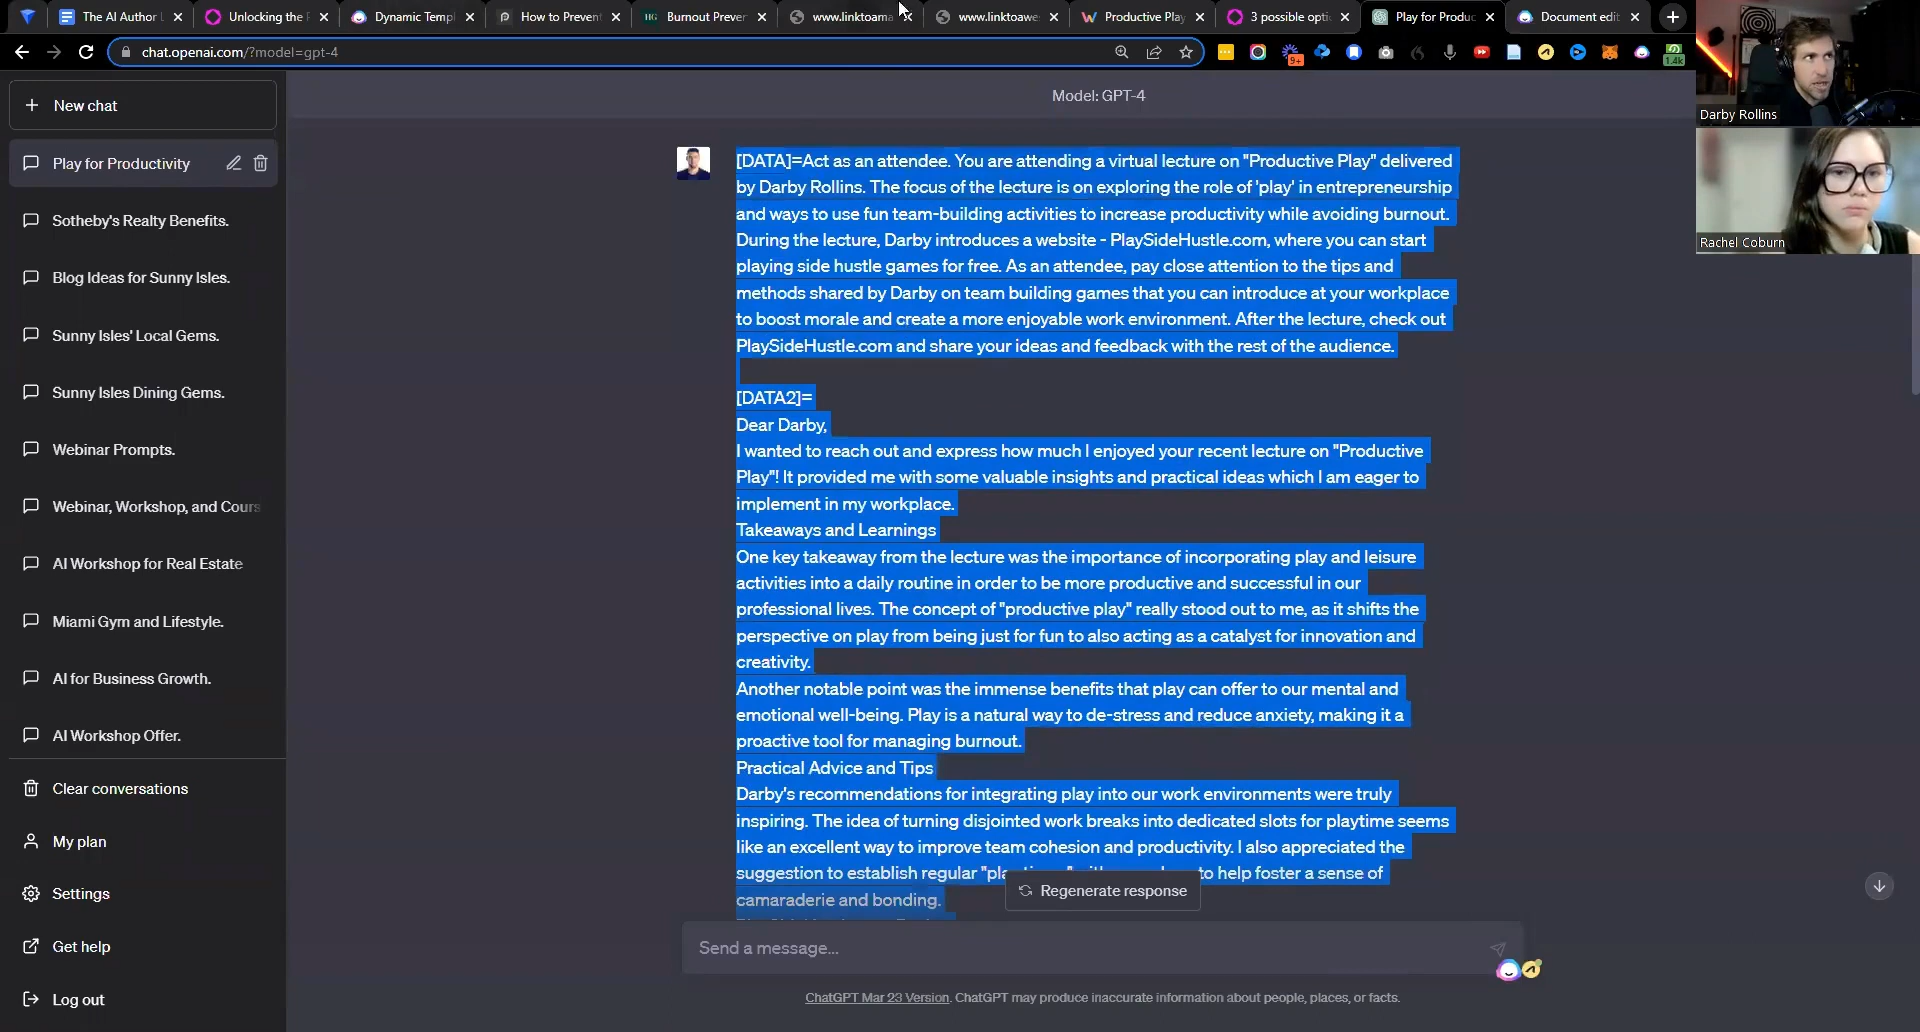 The AI Author
Unlocking the
Dynamic Templ
How to Prevent
Burnout Prever
www.linktoama
www.linktoawe
Productive Play
3 possible opti
Play for Produc
Document edit
chat.openai.com/?model=gpt-4
9+
1.4k
New chat
Play for Productivity
Sotheby's Realty Benefits.
Blog Ideas for Sunny Isles.
Sunny Isles' Local Gems.
Sunny Isles Dining Gems.
Webinar Prompts.
Webinar, Workshop, and Cours
AI Workshop for Real Estate
Miami Gym and Lifestyle.
AI for Business Growth.
AI Workshop Offer.
Clear conversations
My plan
Settings
Get help
Log out
Model: GPT-4
[DATA]=Act as an attendee. You are attending a virtual lecture on "Productive Play" delivered
by Darby Rollins. The focus of the lecture is on exploring the role of 'play' in entrepreneurship
and ways to use fun team-building activities to increase productivity while avoiding burnout.
During the lecture, Darby introduces a website - PlaySideHustle.com, where you can start
playing side hustle games for free. As an attendee, pay close attention to the tips and
methods shared by Darby on team building games that you can introduce at your workplace
to boost morale and create a more enjoyable work environment. After the lecture, check out
PlaySideHustle.com and share your ideas and feedback with the rest of the audience.
[DATA2]=
Dear Darby,
I wanted to reach out and express how much I enjoyed your recent lecture on "Productive
Play"! It provided me with some valuable insights and practical ideas which I am eager to
implement in my workplace.
Takeaways and Learnings
One key takeaway from the lecture was the importance of incorporating play and leisure
activities into a daily routine in order to be more productive and successful in our
professional lives. The concept of "productive play" really stood out to me, as it shifts the
perspective on play from being just for fun to also acting as a catalyst for innovation and
creativity.
Another notable point was the immense benefits that play can offer to our mental and
emotional well-being. Play is a natural way to de-stress and reduce anxiety, making it a
proactive tool for managing burnout.
Practical Advice and Tips
Darby's recommendations for integrating play into our work environments were truly
inspiring. The idea of turning disjointed work breaks into dedicated slots for playtime seems
like an excellent way to improve team cohesion and productivity. I also appreciated the
suggestion to establish regular to help foster a sense of
camaraderie and bonding.
Regenerate response
Send a message...
ChatGPT Mar 23 Version. ChatGPT may produce inaccurate information about people, places, or facts.
Darby Rollins
Rachel Coburn